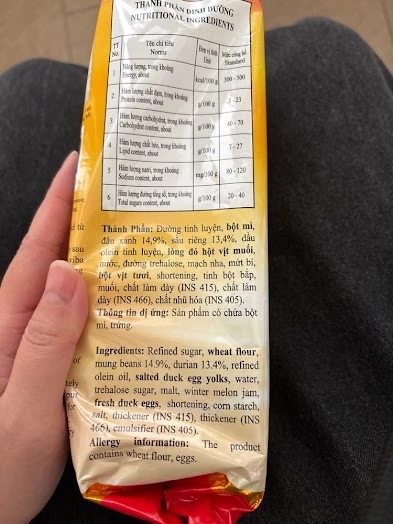 THÀNH PHẦN DINH DƯỠNG
NUTRITIONAL INGREDIENTS
TT No. Tên chỉ tiêu Norms Đơn vị tính Unit Mức công bố Standard
1 Năng lượng, trong khoảng Energy, about kcal/100 g 300 - 500
2 Hàm lượng chất đạm, trong khoảng Protein content, about g/100 g - 23
3 Hàm lượng carbohydrat, trong khoảng Carbohydrat content, about g/100 g 40 - 70
4 Hàm lượng chất béo, trong khoảng Lipid content, about g/100 g 7 - 27
5 Hàm lượng natri, trong khoảng Sodium content, about mg/100 g 80 - 120
6 Hàm lượng đường tổng số, trong khoảng Total sugars content, about g/100 g 20 - 40
Thành Phần: Đường tinh luyện, bột mì,
đậu xanh 14,9%, sầu riêng 13,4%, dầu
olein tinh luyện, lòng đỏ hột vịt muối,
nước, đường trehalose, mạch nha, mứt bí,
hột vịt tươi, shortening, tinh bột bắp,
muối, chất làm dày (INS 415), chất làm
dày (INS 466), chất nhũ hóa (INS 405).
Thông tin dị ứng: Sản phẩm có chứa bột
mì, trứng.
Ingredients: Refined sugar, wheat flour,
mung beans 14.9%, durian 13.4%, refined
olein oil, salted duck egg yolks, water,
trehalose sugar, malt, winter melon jam,
fresh duck eggs, shortening, corn starch,
salt, thickener (INS 415), thickener (INS
466), emulsifier (INS 405).
Allergy information: The product
contains wheat flour, eggs.